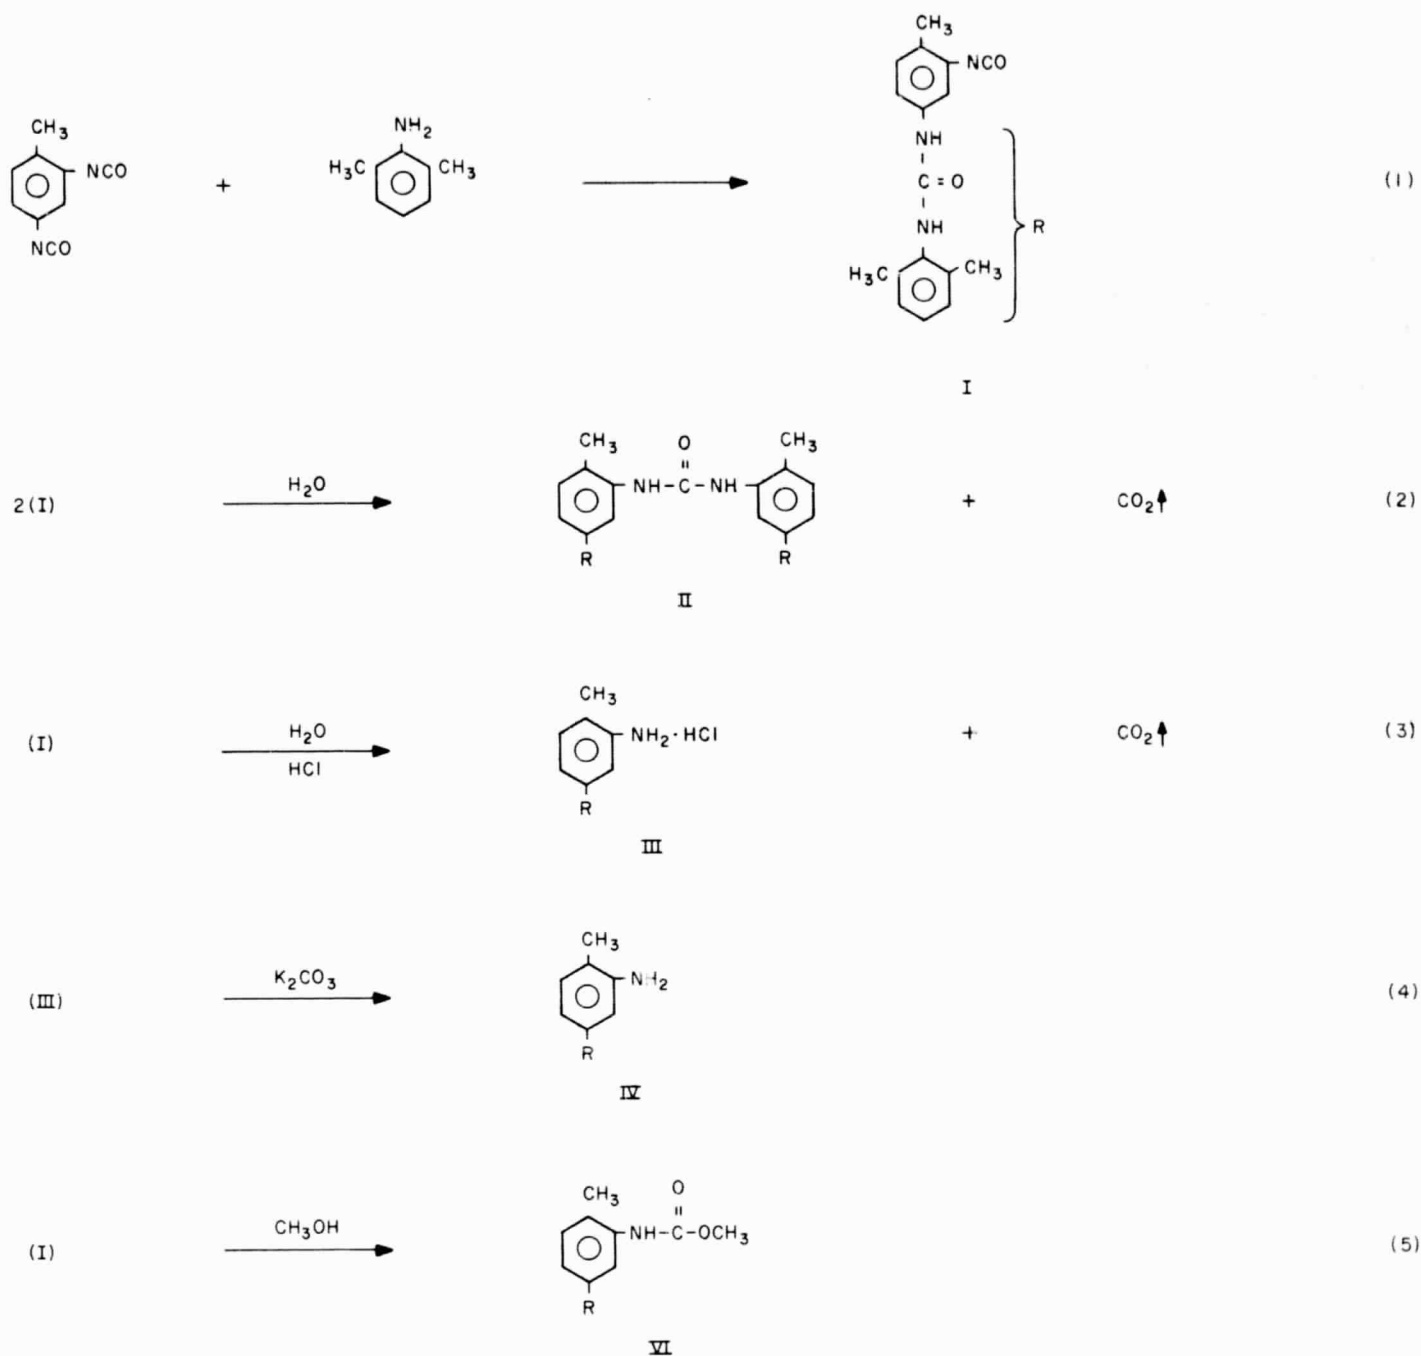 CH₃
NCO
NCO
+
NH₂
H₃C CH₃
CH₃
NCO
NH
C=O
NH
H₃C CH₃
R
I
(1)
2(I)
H₂O
CH₃ O CH₃
NH-C-NH
R R
II
+ CO₂↑ (2)
(I)
H₂O
HCl
CH₃
NH₂·HCl
R
III
+ CO₂↑ (3)
(III)
K₂CO₃
CH₃
NH₂
R
IV
(4)
(I)
CH₃OH
CH₃ O
NH-C-OCH₃
R
VI
(5)